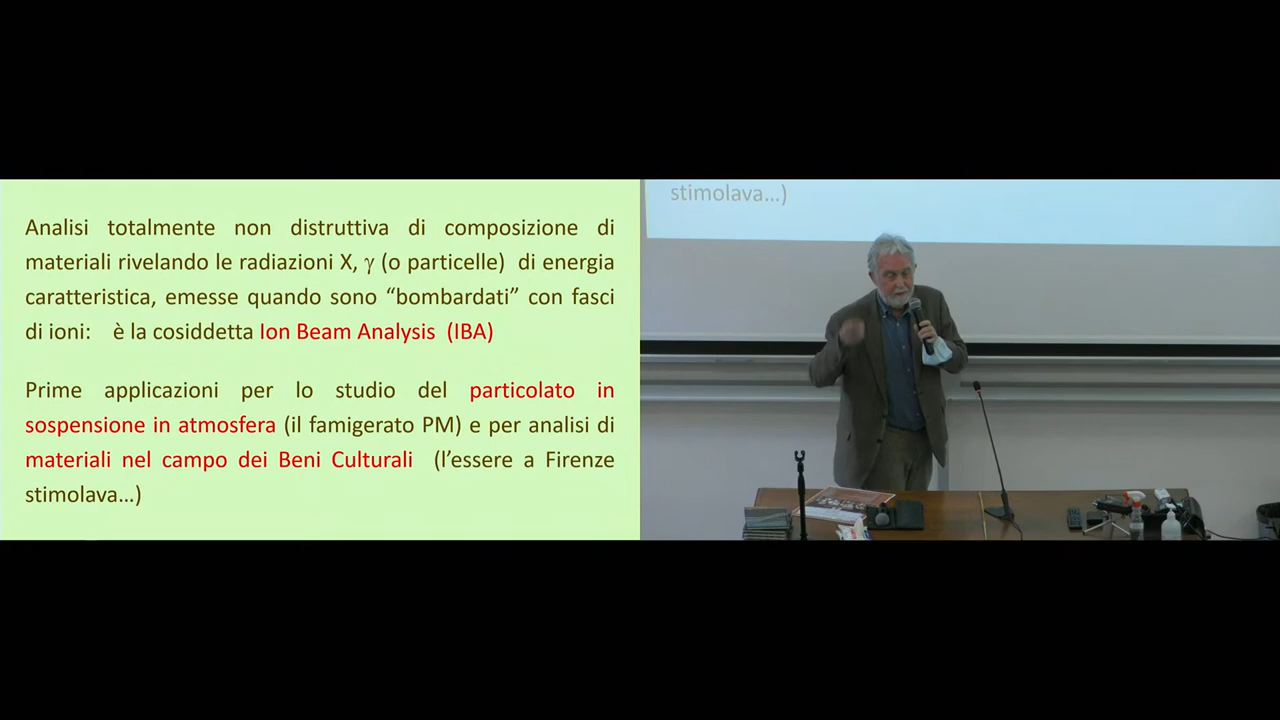 Analisi totalmente non distruttiva di composizione di
materiali rivelando le radiazioni X, γ (o particelle) di energia
caratteristica, emesse quando sono “bombardati” con fasci
di ioni: è la cosiddetta Ion Beam Analysis (IBA)
Prime applicazioni per lo studio del particolato in
sospensione in atmosfera (il famigerato PM) e per analisi di
materiali nel campo dei Beni Culturali (l’essere a Firenze
stimolava…)
stimolava...)